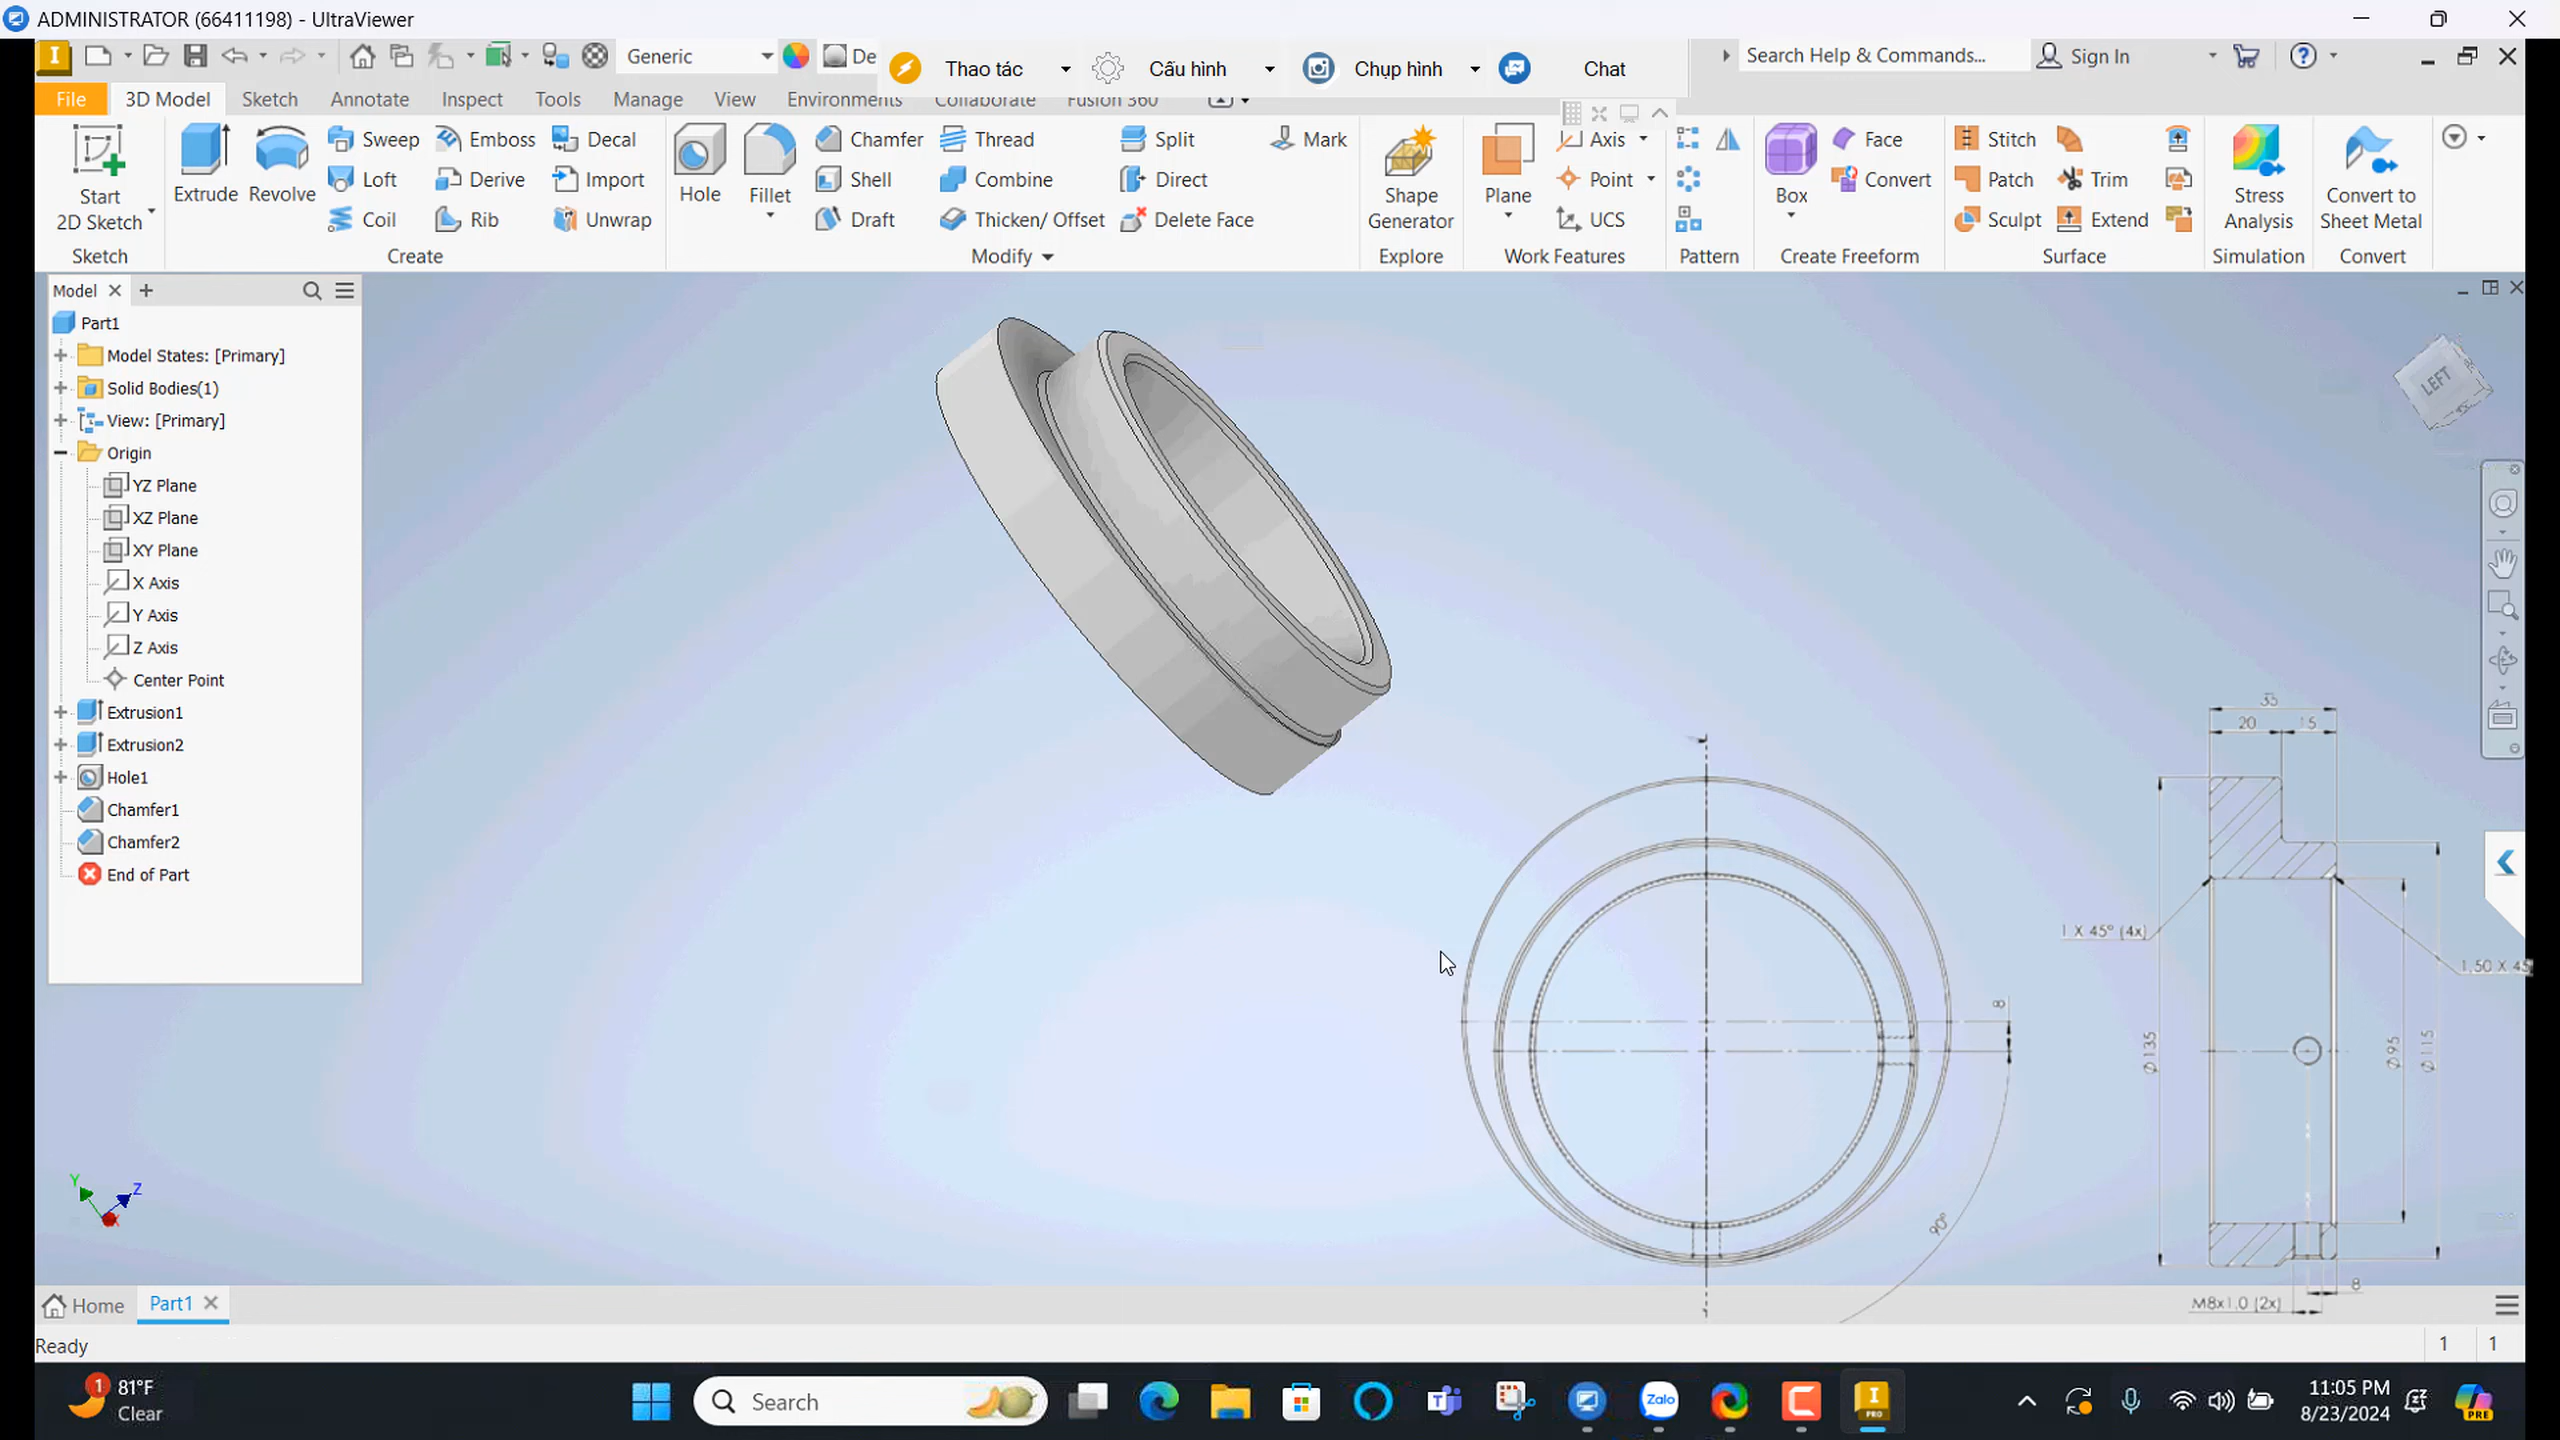 ADMINISTRATOR (66411198) - UltraViewer
Generic
De
Thao tác
Cấu hình
Chụp hình
Chat
Search Help & Commands...
Sign In
File
3D Model
Sketch
Annotate
Inspect
Tools
Manage
View
Environments
Collaborate
Fusion 360
Start
2D Sketch
Sketch
Extrude
Revolve
Sweep
Loft
Coil
Emboss
Derive
Rib
Decal
Import
Unwrap
Create
Hole
Fillet
Chamfer
Shell
Draft
Thread
Combine
Thicken/ Offset
Split
Direct
Delete Face
Mark
Modify
Shape
Generator
Explore
Plane
Axis
Point
UCS
Work Features
Pattern
Box
Face
Convert
Create Freeform
Stitch
Patch
Sculpt
Trim
Extend
Surface
Stress
Analysis
Simulation
Convert to
Sheet Metal
Convert
Model
Part1
Model States: [Primary]
Solid Bodies(1)
View: [Primary]
Origin
YZ Plane
XZ Plane
XY Plane
X Axis
Y Axis
Z Axis
Center Point
Extrusion1
Extrusion2
Hole1
Chamfer1
Chamfer2
End of Part
LEFT
35
20
15
1 X 45° (4x)
1.50 X 45
8
Ø135
Ø95
Ø115
90°
8
M8x1.0 (2x)
Y
Z
X
Home
Part1
Ready
1
1
1
81°F
Clear
Search
Zalo
PRO
11:05 PM
8/23/2024
PRE